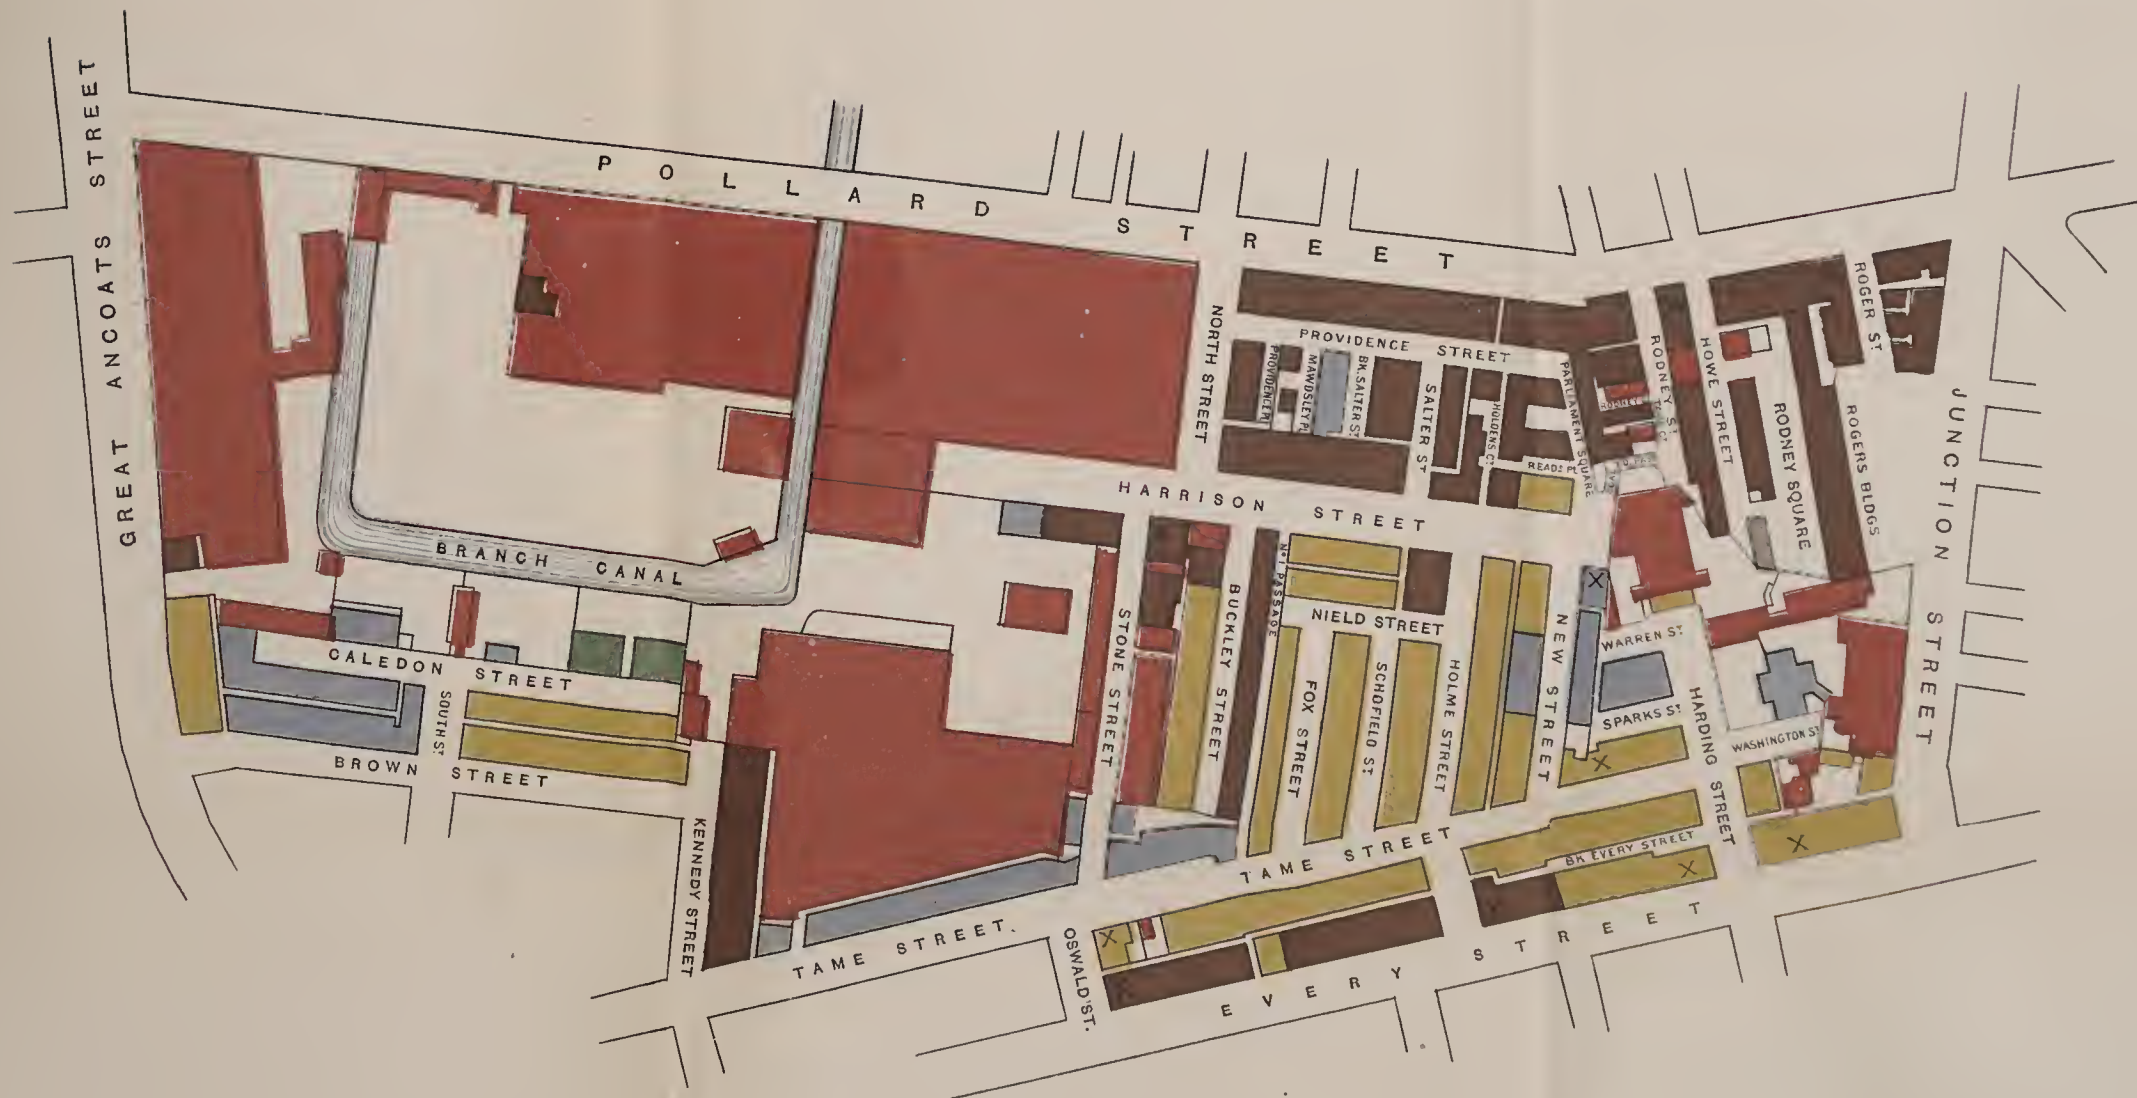 GREAT ANCOATS STREET
POLLARD STREET
NORTH STREET
PROVIDENCE STREET
PROVIDENCE PL
MAWDSLEY PL
BK. SALTER ST
SALTER ST
HOLDENS CT
READS PL
PARLIAMENT SQUARE
RODNEY ST
RODNEY
HOWE STREET
RODNEY SQUARE
ROGERS BLDGS
ROGER ST
JUNCTION STREET
HARRISON STREET
BRANCH CANAL
CALEDON STREET
SOUTH ST
BROWN STREET
KENNEDY STREET
STONE STREET
BUCKLEY STREET
No 1 PASSAGE
NIELD STREET
FOX STREET
SCHOFIELD ST
HOLME STREET
NEW STREET
X
WARREN ST
SPARKS ST
X
HARDING STREET
WASHINGTON ST
TAME STREET
BK EVERY STREET
X
X
TAME STREET.
OSWALD'ST.
X
EVERY STREET